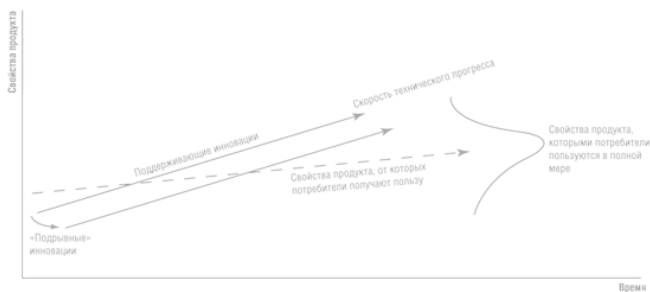 Свойства продукта
Скорость технического прогресса
Поддерживающие инновации
Свойства продукта,
которыми потребители
пользуются в полной
мере
Свойства продукта, от которых
потребители получают пользу
«Подрывные»
инновации
Время